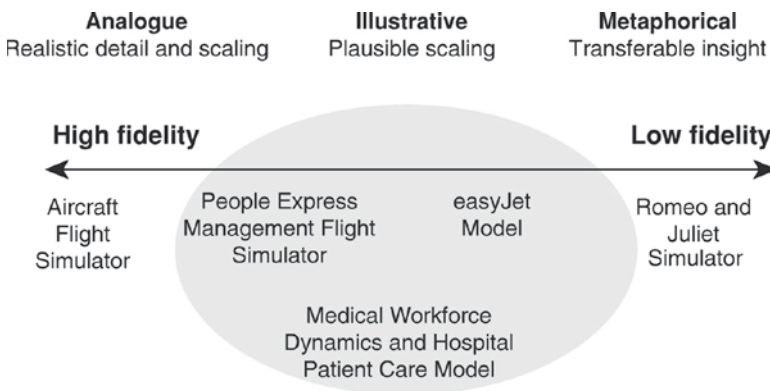 Analogue
Realistic detail and scaling
Illustrative
Plausible scaling
Metaphorical
Transferable insight
High fidelity
Low fidelity
Aircraft
Flight
Simulator
People Express
Management Flight
Simulator
easyJet
Model
Romeo and
Juliet
Simulator
Medical Workforce
Dynamics and Hospital
Patient Care Model